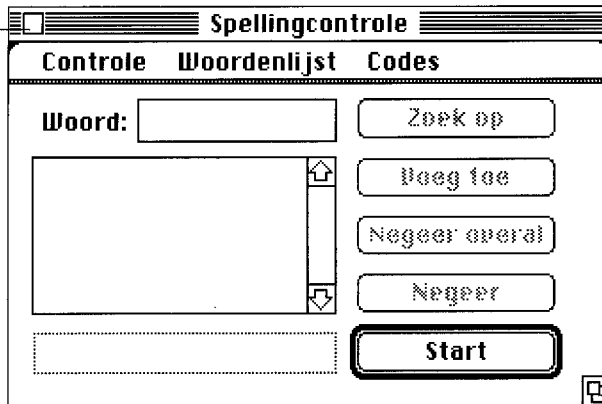 Spellingcontrole
Controle Woordenlijst Codes
Woord:
Zoek op
Voeg toe
Negeer overal
Negeer
Start